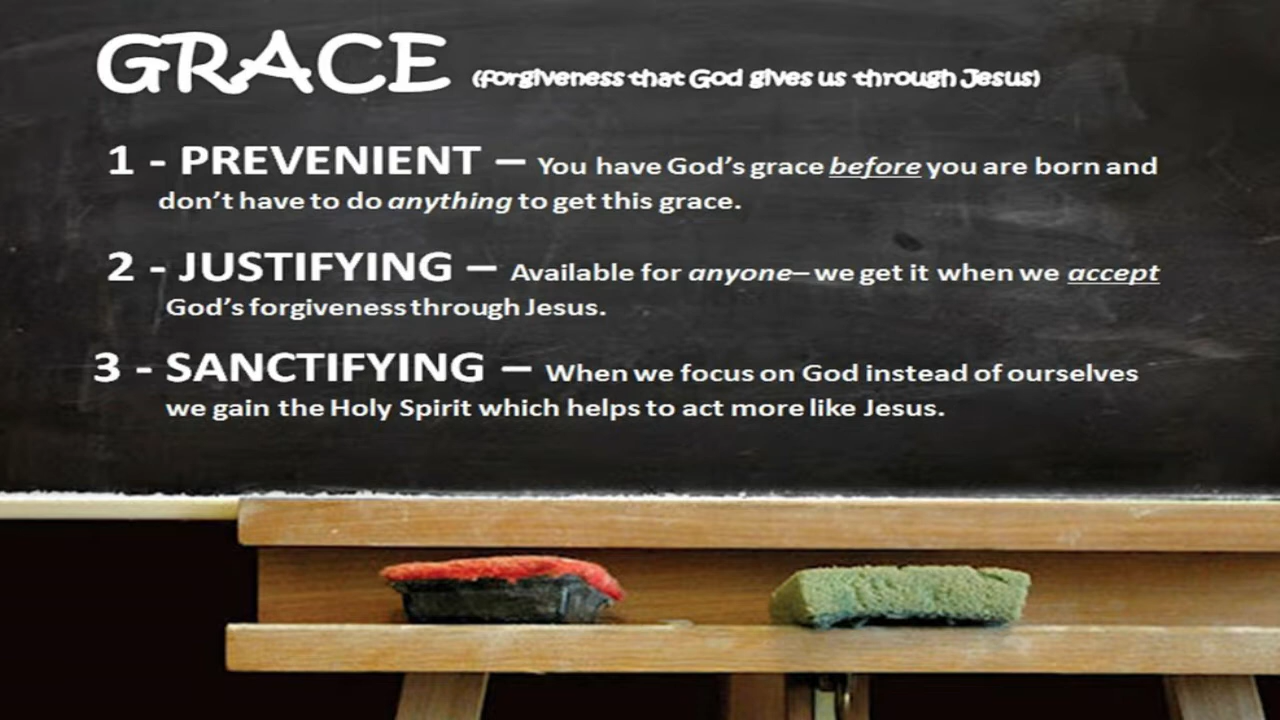 GRACE (forgiveness that God gives us through Jesus)
1 - PREVENIENT – You have God's grace before you are born and
don't have to do anything to get this grace.
2 - JUSTIFYING – Available for anyone– we get it when we accept
God's forgiveness through Jesus.
3 - SANCTIFYING – When we focus on God instead of ourselves
we gain the Holy Spirit which helps to act more like Jesus.